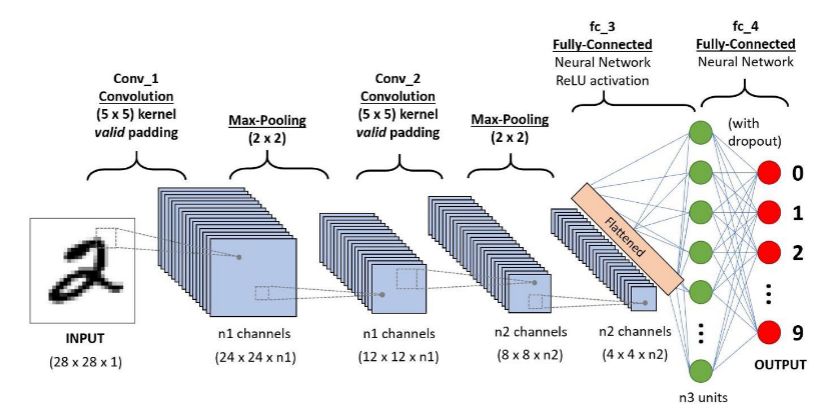 Conv_1
Convolution
(5 x 5) kernel
valid padding
Max-Pooling
(2 x 2)
Conv_2
Convolution
(5 x 5) kernel
valid padding
Max-Pooling
(2 x 2)
fc_3
Fully-Connected
Neural Network
ReLU activation
fc_4
Fully-Connected
Neural Network
(with
dropout)
2
INPUT
(28 x 28 x 1)
n1 channels
(24 x 24 x n1)
n1 channels
(12 x 12 x n1)
n2 channels
(8 x 8 x n2)
n2 channels
(4 x 4 x n2)
Flattened
n3 units
0
1
2
9
OUTPUT